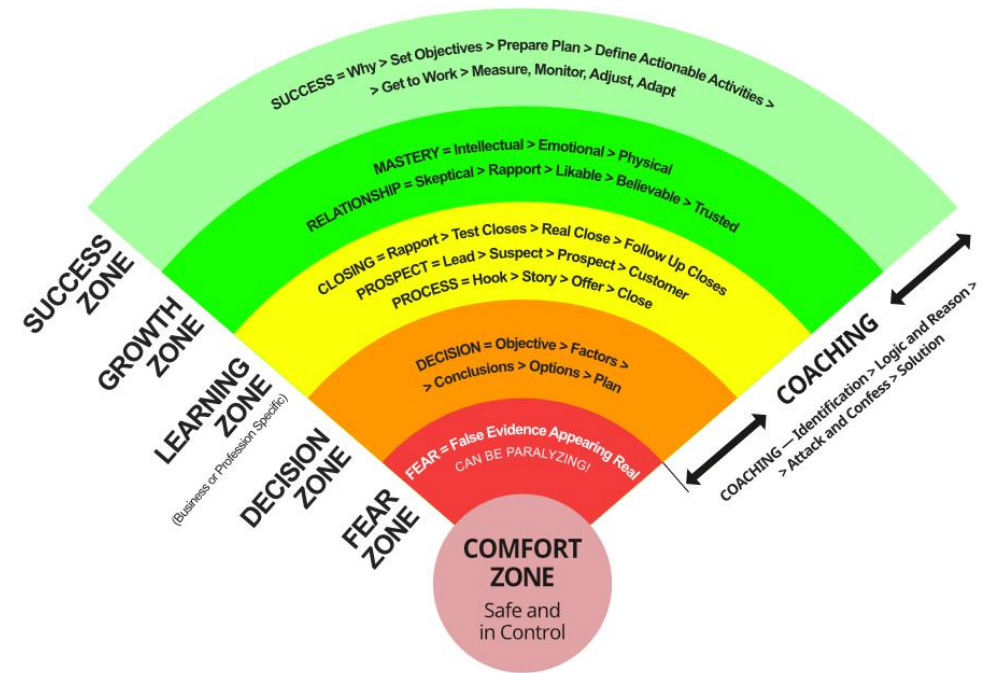 SUCCESS = Why > Set Objectives > Prepare Plan > Define Actionable Activities >
> Get to Work > Measure, Monitor, Adjust, Adapt
MASTERY = Intellectual > Emotional > Physical
RELATIONSHIP = Skeptical > Rapport > Likable > Believable > Trusted
CLOSING = Rapport > Test Closes > Real Close > Follow Up Closes
PROSPECT = Lead > Suspect > Prospect > Customer
PROCESS = Hook > Story > Offer > Close
DECISION = Objective > Factors >
> Conclusions > Options > Plan
FEAR = False Evidence Appearing Real
CAN BE PARALYZING!
COMFORT
ZONE
Safe and
in Control
SUCCESS
ZONE
GROWTH
ZONE
LEARNING
ZONE
(Business or Profession Specific)
DECISION
ZONE
FEAR
ZONE
COACHING
COACHING — Identification > Logic and Reason >
> Attack and Confess > Solution